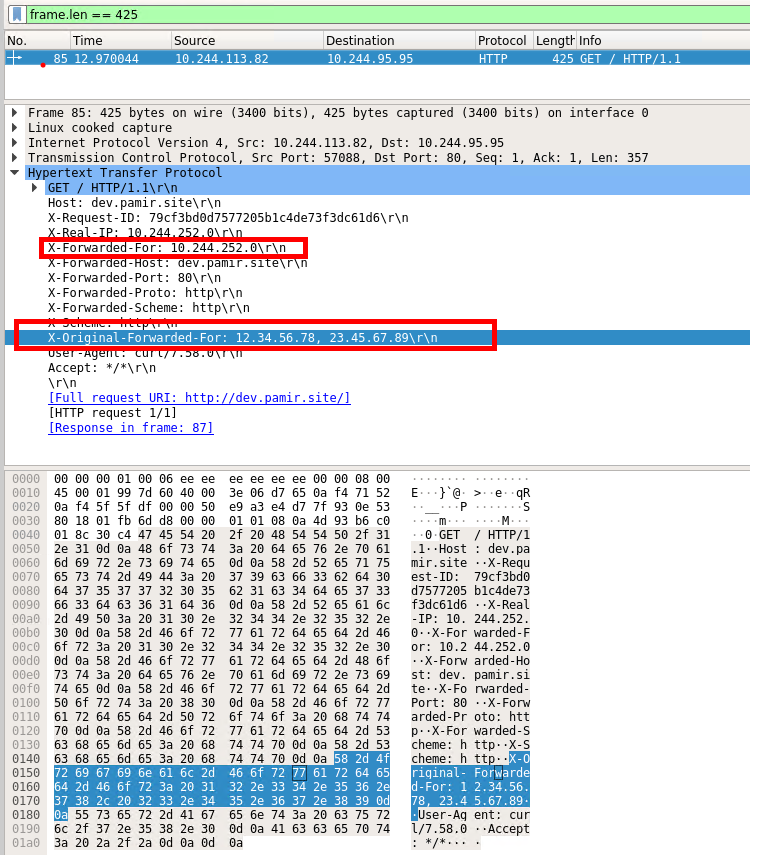 frame.len == 425
No. Time Source Destination Protocol Length Info
85 12.970044 10.244.113.82 10.244.95.95 HTTP 425 GET / HTTP/1.1
Frame 85: 425 bytes on wire (3400 bits), 425 bytes captured (3400 bits) on interface 0
Linux cooked capture
Internet Protocol Version 4, Src: 10.244.113.82, Dst: 10.244.95.95
Transmission Control Protocol, Src Port: 57088, Dst Port: 80, Seq: 1, Ack: 1, Len: 357
Hypertext Transfer Protocol
GET / HTTP/1.1\r\n
Host: dev.pamir.site\r\n
X-Request-ID: 79cf3bd0d7577205b1c4de73f3dc61d6\r\n
X-Real-IP: 10.244.252.0\r\n
X-Forwarded-For: 10.244.252.0\r\n
X-Forwarded-Host: dev.pamir.site\r\n
X-Forwarded-Port: 80\r\n
X-Forwarded-Proto: http\r\n
X-Forwarded-Scheme: http\r\n
X-Scheme: http\r\n
X-Original-Forwarded-For: 12.34.56.78, 23.45.67.89\r\n
User-Agent: curl/7.58.0\r\n
Accept: */*\r\n
\r\n
[Full request URI: http://dev.pamir.site/]
[HTTP request 1/1]
[Response in frame: 87]
0000 00 00 00 01 00 06 ee ee ee ee ee ee 00 00 08 00 ········ ········
0010 45 00 01 99 7d 60 40 00 3e 06 d7 65 0a f4 71 52 E···}`@· >··e··qR
0020 0a f4 5f 5f df 00 00 50 e9 a3 e4 d7 7f 93 0e 53 ··__···P ·······S
0030 80 18 01 fb 6d d8 00 00 01 01 08 0a 4d 93 b6 c0 ····m··· ····M···
0040 01 8c 30 c4 47 45 54 20 2f 20 48 54 54 50 2f 31 ··0·GET / HTTP/1
0050 2e 31 0d 0a 48 6f 73 74 3a 20 64 65 76 2e 70 61 .1··Host : dev.pa
0060 6d 69 72 2e 73 69 74 65 0d 0a 58 2d 52 65 71 75 mir.site ··X-Requ
0070 65 73 74 2d 49 44 3a 20 37 39 63 66 33 62 64 30 est-ID: 79cf3bd0
0080 64 37 35 37 37 32 30 35 62 31 63 34 64 65 37 33 d7577205 b1c4de73
0090 66 33 64 63 36 31 64 36 0d 0a 58 2d 52 65 61 6c f3dc61d6 ··X-Real
00a0 2d 49 50 3a 20 31 30 2e 32 34 34 2e 32 35 32 2e -IP: 10. 244.252.
00b0 30 0d 0a 58 2d 46 6f 72 77 61 72 64 65 64 2d 46 0··X-For warded-F
00c0 6f 72 3a 20 31 30 2e 32 34 34 2e 32 35 32 2e 30 or: 10.2 44.252.0
00d0 0d 0a 58 2d 46 6f 72 77 61 72 64 65 64 2d 48 6f ··X-Forw arded-Ho
00e0 73 74 3a 20 64 65 76 2e 70 61 6d 69 72 2e 73 69 st: dev. pamir.si
00f0 74 65 0d 0a 58 2d 46 6f 72 77 61 72 64 65 64 2d te··X-Fo rwarded-
0100 50 6f 72 74 3a 20 38 30 0d 0a 58 2d 46 6f 72 77 Port: 80 ··X-Forw
0110 61 72 64 65 64 2d 50 72 6f 74 6f 3a 20 68 74 74 arded-Pr oto: htt
0120 70 0d 0a 58 2d 46 6f 72 77 61 72 64 65 64 2d 53 p··X-For warded-S
0130 63 68 65 6d 65 3a 20 68 74 74 70 0d 0a 58 2d 53 cheme: h ttp··X-S
0140 63 68 65 6d 65 3a 20 68 74 74 70 0d 0a 58 2d 4f cheme: h ttp··X-O
0150 72 69 67 69 6e 61 6c 2d 46 6f 72 77 61 72 64 65 riginal- Forwarde
0160 64 2d 46 6f 72 3a 20 31 32 2e 33 34 2e 35 36 2e d-For: 1 2.34.56.
0170 37 38 2c 20 32 33 2e 34 35 2e 36 37 2e 38 39 0d 78, 23.4 5.67.89·
0180 0a 55 73 65 72 2d 41 67 65 6e 74 3a 20 63 75 72 ·User-Ag ent: cur
0190 6c 2f 37 2e 35 38 2e 30 0d 0a 41 63 63 65 70 74 l/7.58.0 ··Accept
01a0 3a 20 2a 2f 2a 0d 0a 0d 0a : */*··· ·